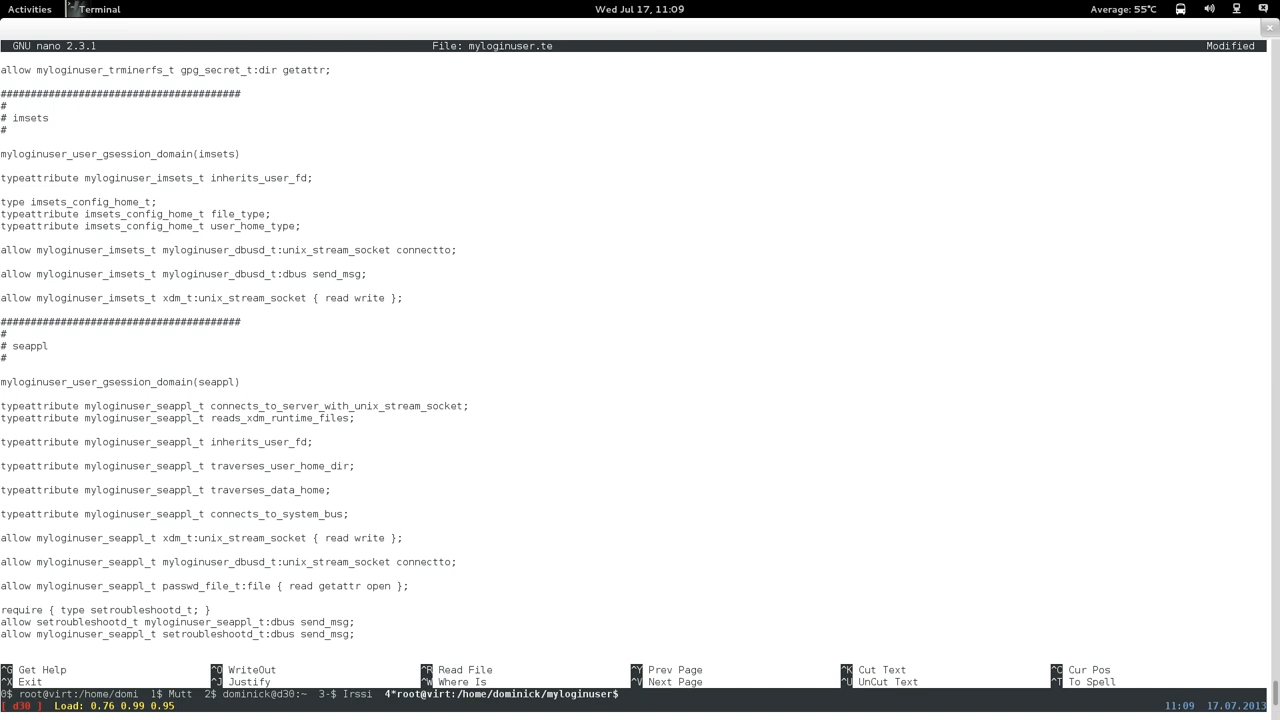 Activities Terminal Wed Jul 17, 11:09 Average: 55°C
GNU nano 2.3.1 File: myloginuser.te Modified
allow myloginuser_trminerfs_t gpg_secret_t:dir getattr;
########################################
#
# imsets
#
myloginuser_user_gsession_domain(imsets)
typeattribute myloginuser_imsets_t inherits_user_fd;
type imsets_config_home_t;
typeattribute imsets_config_home_t file_type;
typeattribute imsets_config_home_t user_home_type;
allow myloginuser_imsets_t myloginuser_dbusd_t:unix_stream_socket connectto;
allow myloginuser_imsets_t myloginuser_dbusd_t:dbus send_msg;
allow myloginuser_imsets_t xdm_t:unix_stream_socket { read write };
########################################
#
# seappl
#
myloginuser_user_gsession_domain(seappl)
typeattribute myloginuser_seappl_t connects_to_server_with_unix_stream_socket;
typeattribute myloginuser_seappl_t reads_xdm_runtime_files;
typeattribute myloginuser_seappl_t inherits_user_fd;
typeattribute myloginuser_seappl_t traverses_user_home_dir;
typeattribute myloginuser_seappl_t traverses_data_home;
typeattribute myloginuser_seappl_t connects_to_system_bus;
allow myloginuser_seappl_t xdm_t:unix_stream_socket { read write };
allow myloginuser_seappl_t myloginuser_dbusd_t:unix_stream_socket connectto;
allow myloginuser_seappl_t passwd_file_t:file { read getattr open };
require { type setroubleshootd_t; }
allow setroubleshootd_t myloginuser_seappl_t:dbus send_msg;
allow myloginuser_seappl_t setroubleshootd_t:dbus send_msg;
^G Get Help ^O WriteOut ^R Read File ^Y Prev Page ^K Cut Text ^C Cur Pos
^X Exit ^J Justify ^W Where Is ^V Next Page ^U UnCut Text ^T To Spell
0$ root@virt:/home/domi 1$ Mutt 2$ dominick@d30:~ 3-$ Irssi 4*root@virt:/home/dominick/myloginuser$
[ d30 ] Load: 0.76 0.99 0.95 11:09 17.07.2013